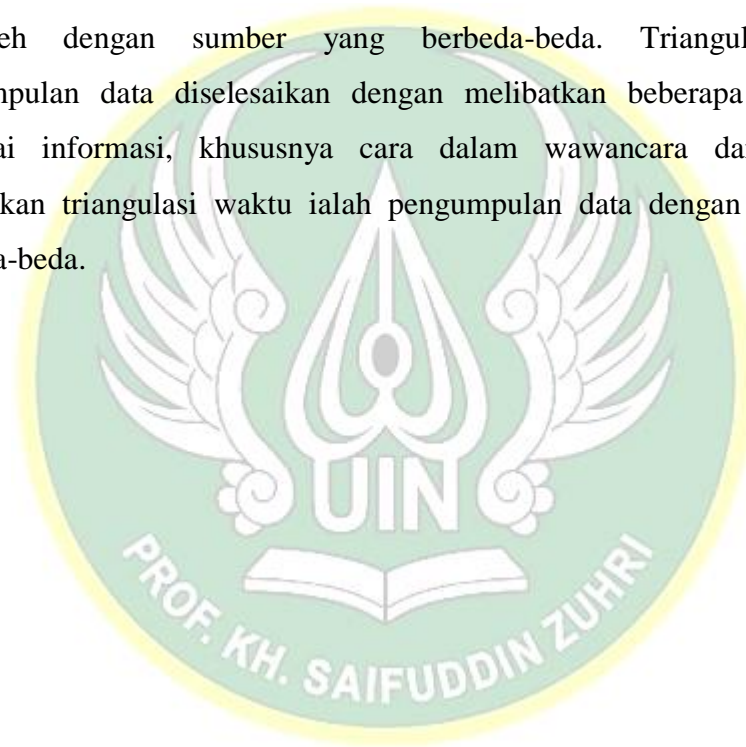 eh dengan sumber yang berbeda-beda. Triangul
mpulan data diselesaikan dengan melibatkan beberapa
ai informasi, khususnya cara dalam wawancara da
kan triangulasi waktu ialah pengumpulan data dengan
a-beda.
UIN
PROF. KH. SAIFUDDIN ZUHRI